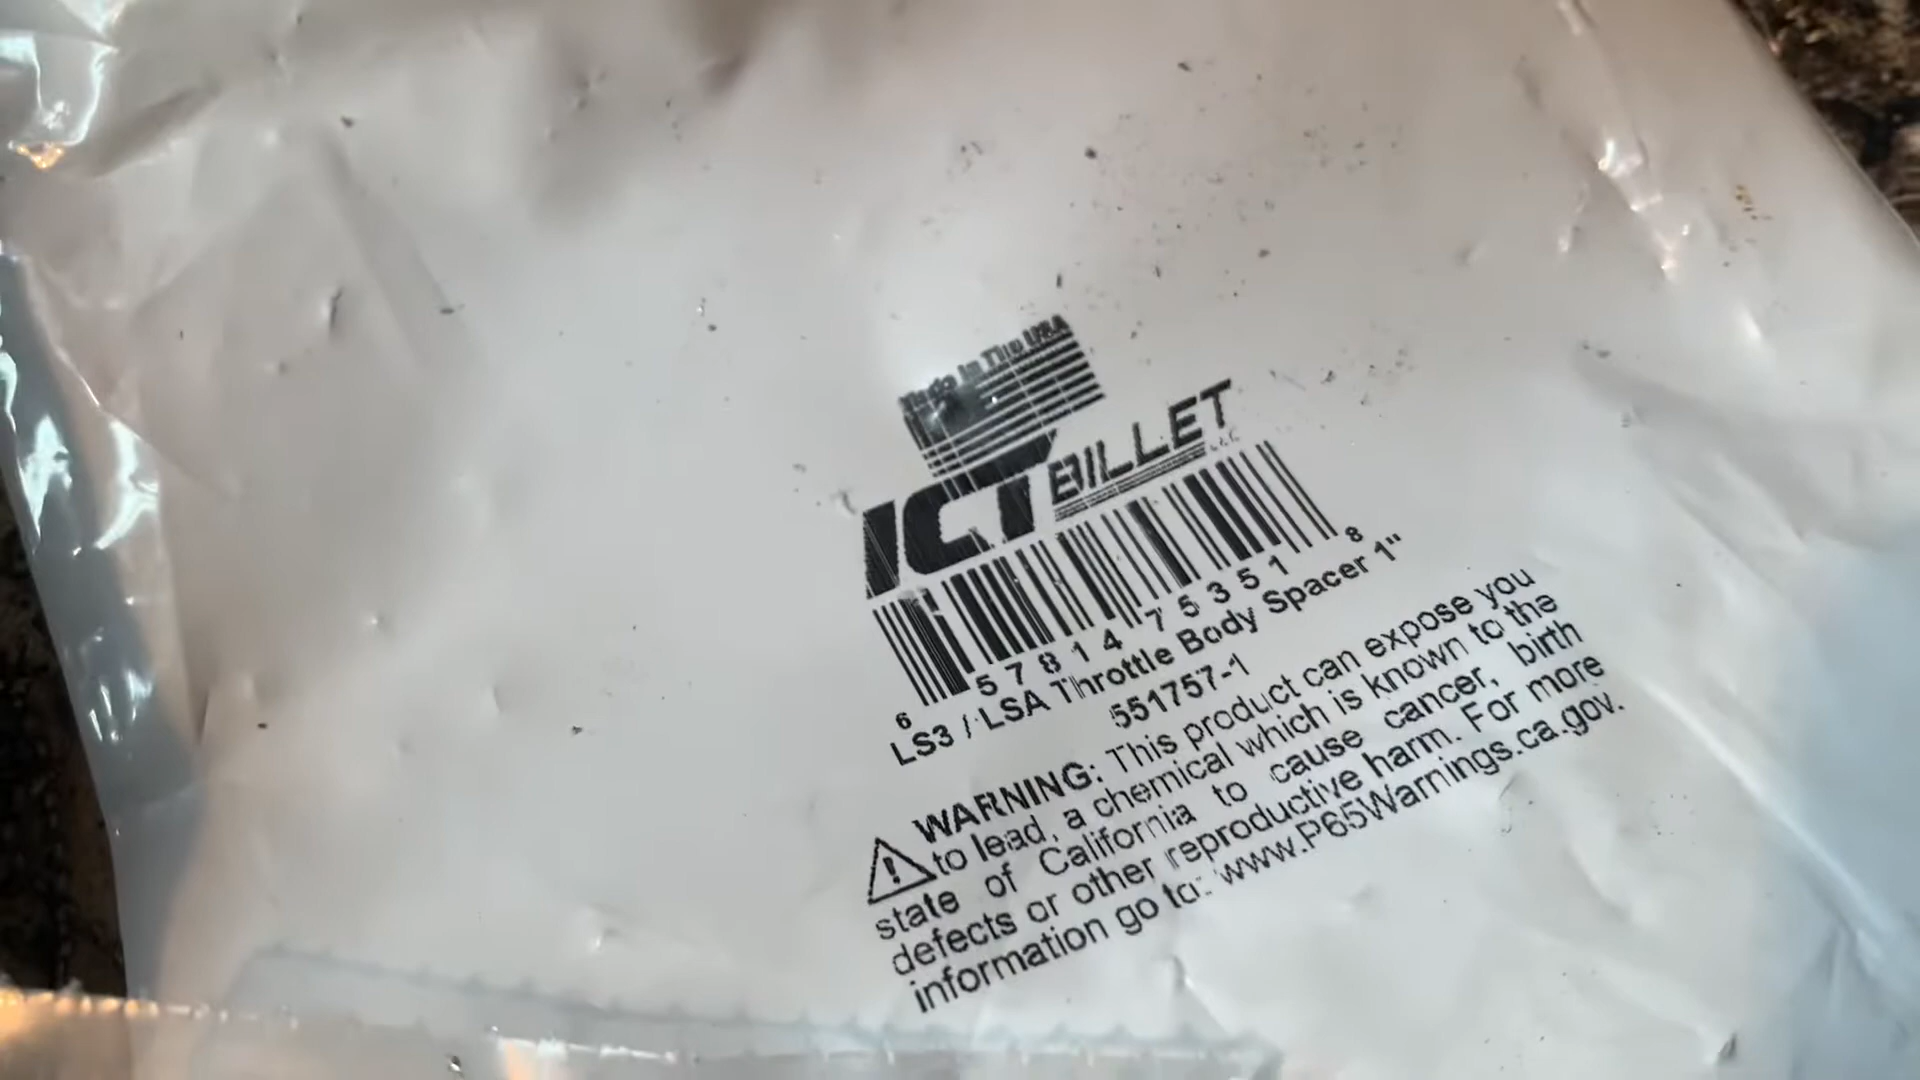 Made In The USA
ICT BILLET LLC
6 57814 75351 8
LS3 / LSA Throttle Body Spacer 1"
551757-1
WARNING: This product can expose you
to lead, a chemical which is known to the
state of California to cause cancer, birth
defects or other reproductive harm. For more
information go to: www.P65Warnings.ca.gov.